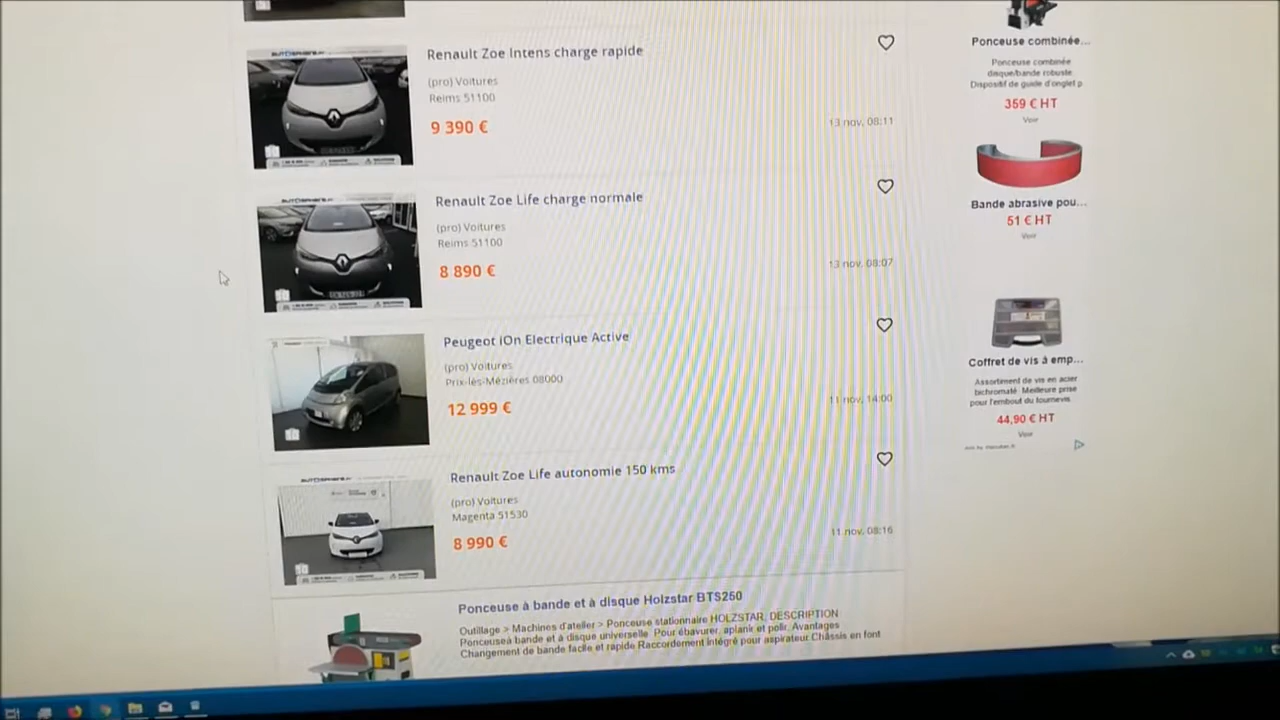 Renault Zoe Intens charge rapide
(pro) Voitures
Reims 51100
9 390 €
13 nov, 08:11
Renault Zoe Life charge normale
(pro) Voitures
Reims 51100
8 890 €
13 nov, 08:07
Peugeot iOn Electrique Active
(pro) Voitures
Prix-lès-Mézières 08000
12 999 €
11 nov, 14:00
Renault Zoe Life autonomie 150 kms
(pro) Voitures
Magenta 51530
8 990 €
11 nov, 08:16
Ponceuse à bande et à disque Holzstar BTS250
Outillage > Machines d'atelier > Ponceuse stationnaire HOLZSTAR, DESCRIPTION
Ponceuseà bande et à disque universelle. Pour ébavurer, aplanir et polir. Avantages
Changement de bande facile et rapide Raccordement intégré pour aspirateur Châssis en font
Ponceuse combinée...
Ponceuse combinée
disque/bande robuste.
Dispositif de guide d'onglet p
359 € HT
Voir
Bande abrasive pou...
51 € HT
Voir
Coffret de vis à emp...
Assortiment de vis en acier
bichromaté. Meilleure prise
pour l'embout du tournevis.
44,90 € HT
Voir